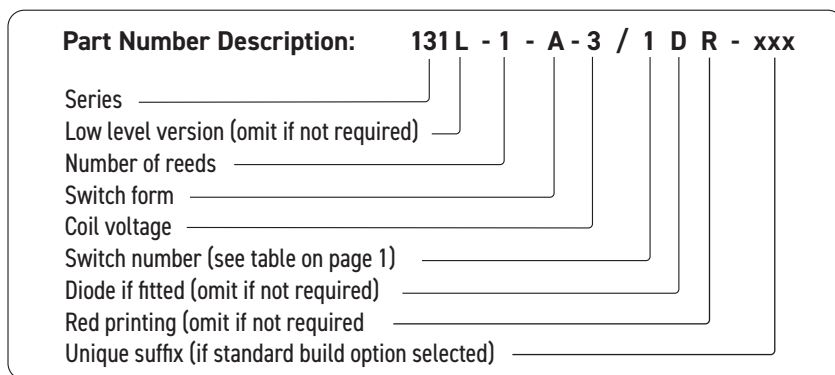 Part Number Description: 131L - 1 - A - 3 / 1 D R - xxx
Series
Low level version (omit if not required)
Number of reeds
Switch form
Coil voltage
Switch number (see table on page 1)
Diode if fitted (omit if not required)
Red printing (omit if not required
Unique suffix (if standard build option selected)